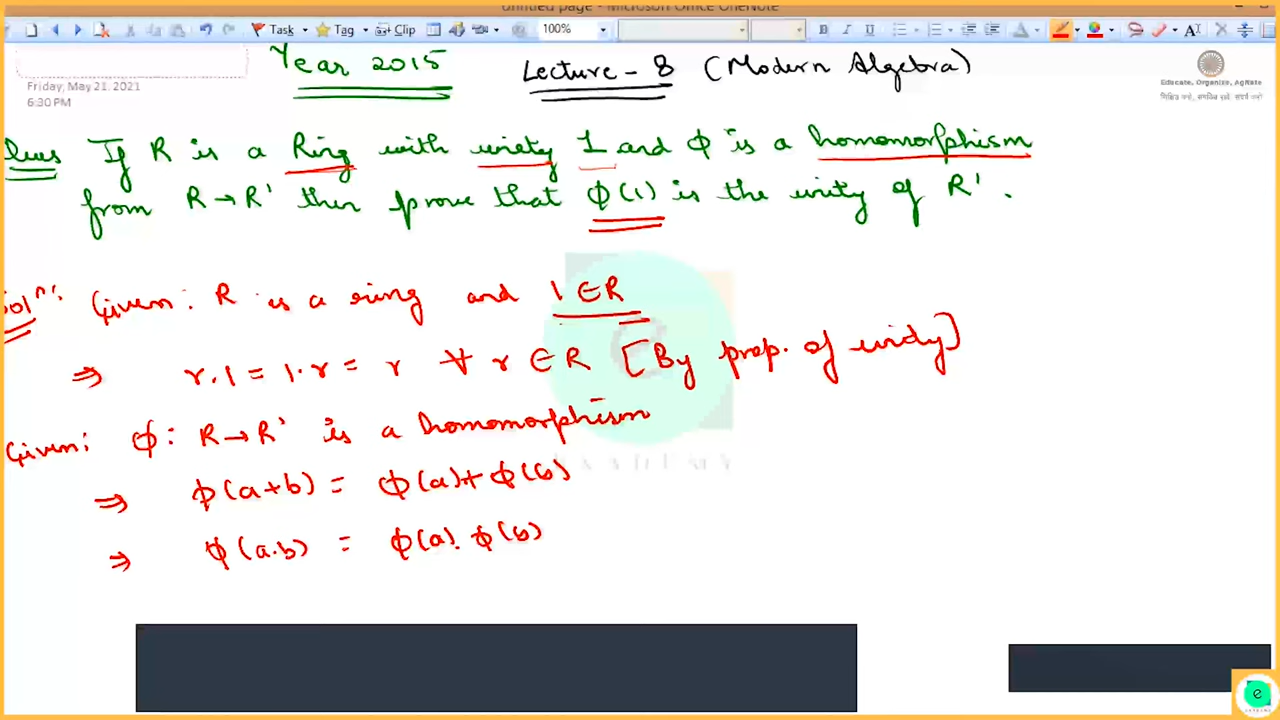 Untitled page - Microsoft Office OneNote
Task Tag Clip 100% B I U
Year 2015 Lecture - 8 (Modern Algebra)
Friday, May 21, 2021
6:30 PM
Educate, Organize, Agitate
If R is a Ring with unity 1 and ϕ is a homomorphism
from R → R' then prove that ϕ(1) is the unity of R'.
Solⁿ: Given: R is a ring and 1 ∈ R
⇒ r.1 = 1.r = r ∀ r ∈ R [By prop. of unity]
Given: ϕ: R → R' is a homomorphism
⇒ ϕ(a+b) = ϕ(a) + ϕ(b)
⇒ ϕ(a.b) = ϕ(a). ϕ(b)
e